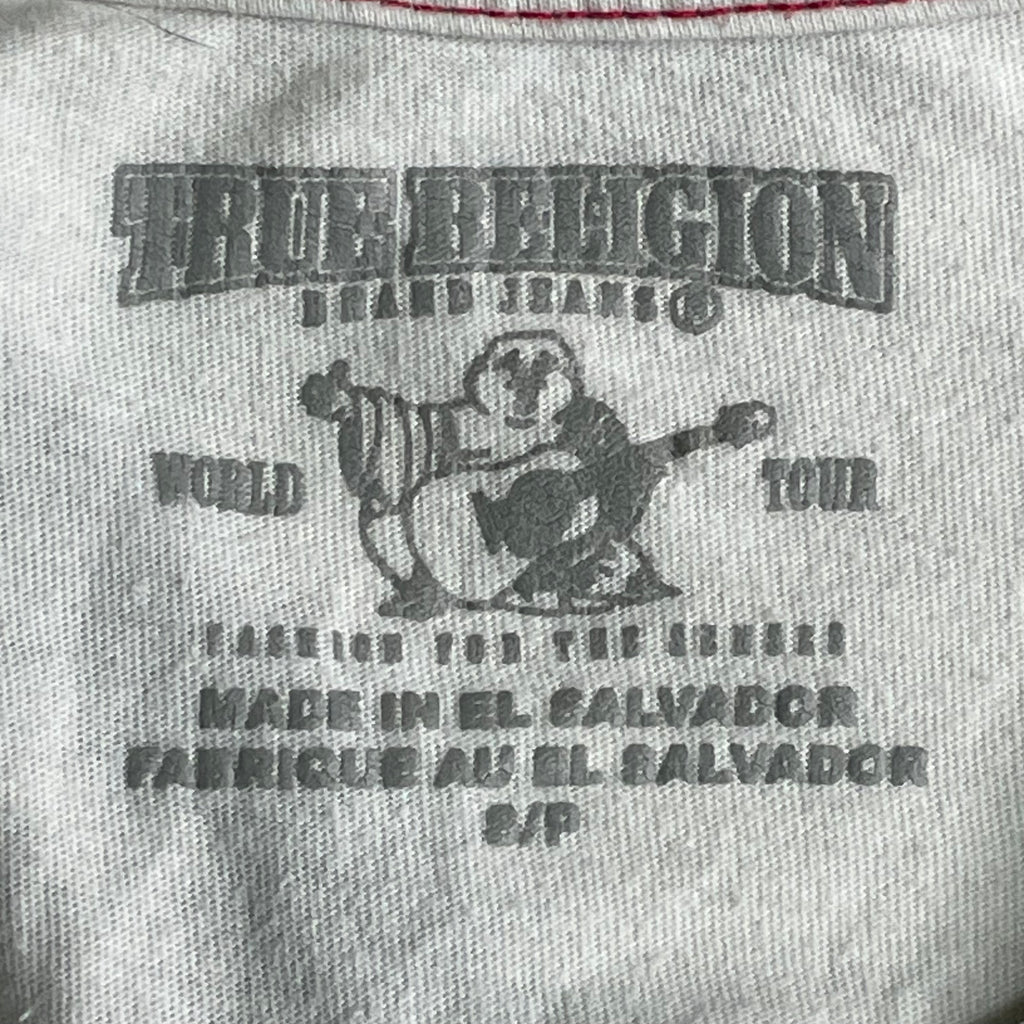 TRUE RELIGION
BRAND JEANS®
WORLD TOUR
FASHION FOR THE SENSES
MADE IN EL SALVADOR
FABRIQUE AU EL SALVADOR
S/P